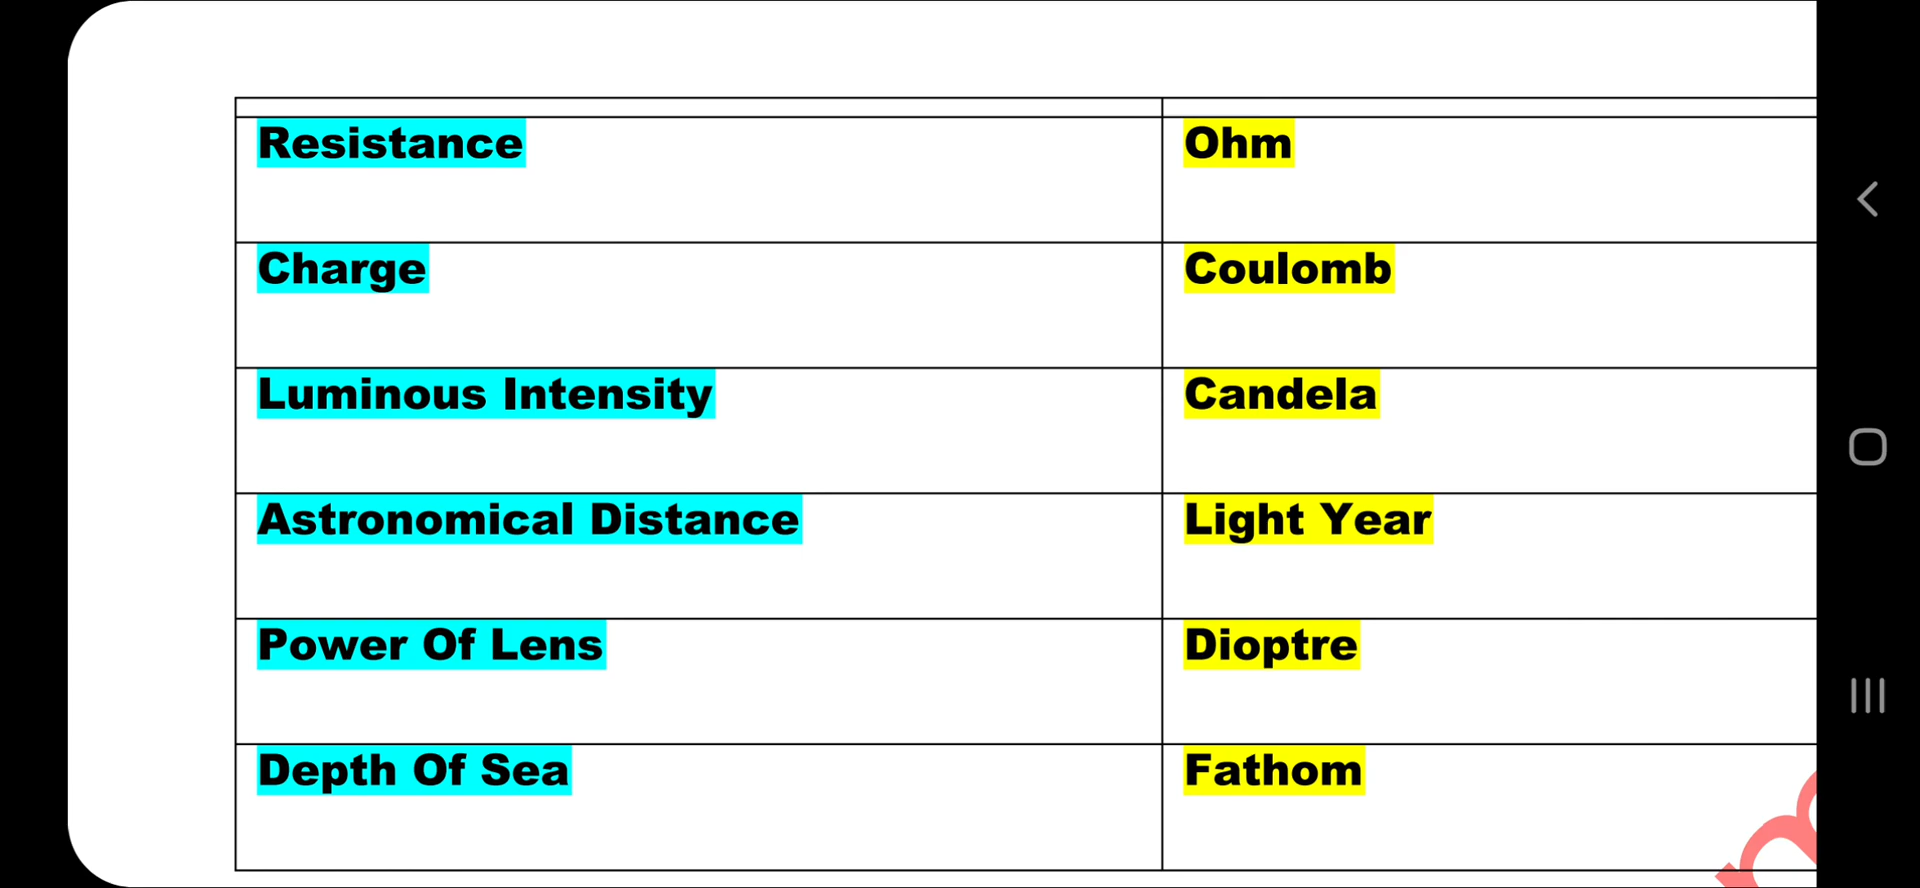 Resistance Ohm
Charge Coulomb
Luminous Intensity Candela
Astronomical Distance Light Year
Power Of Lens Dioptre
Depth Of Sea Fathom